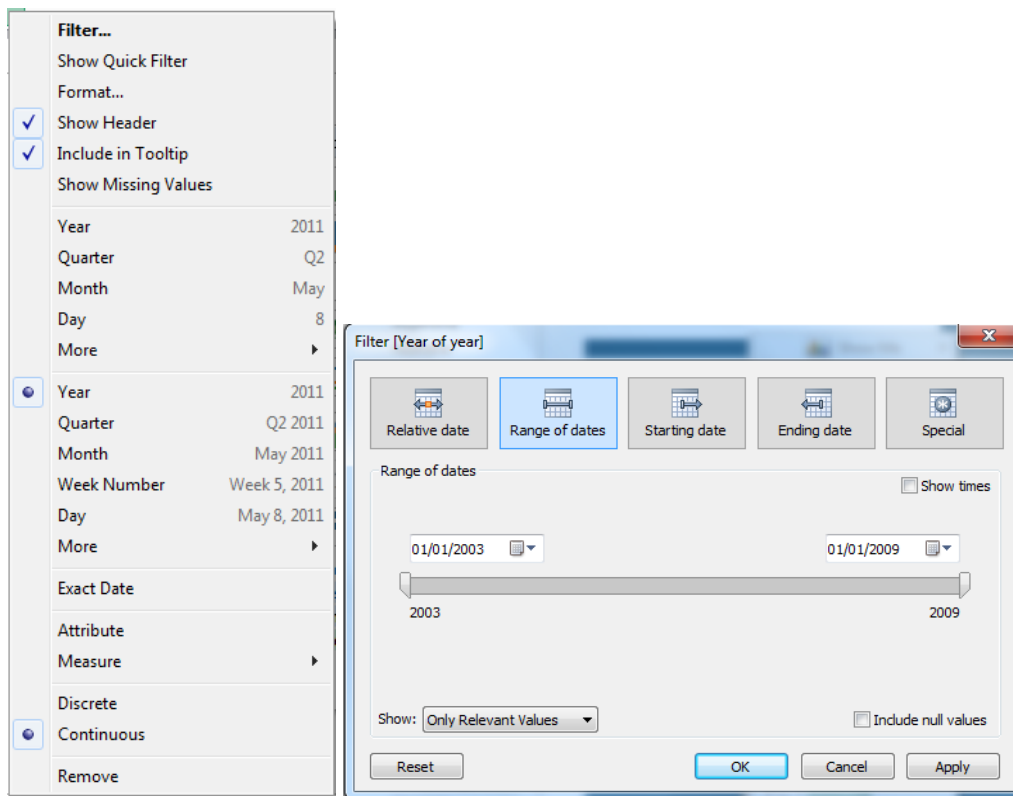 Filter...
Show Quick Filter
Format...
Show Header
Include in Tooltip
Show Missing Values
Year 2011
Quarter Q2
Month May
Day 8
More
Year 2011
Quarter Q2 2011
Month May 2011
Week Number Week 5, 2011
Day May 8, 2011
More
Exact Date
Attribute
Measure
Discrete
Continuous
Remove
Filter [Year of year]
Relative date Range of dates Starting date Ending date Special
Range of dates
Show times
01/01/2003 01/01/2009
2003 2009
Show: Only Relevant Values Include null values
Reset OK Cancel Apply